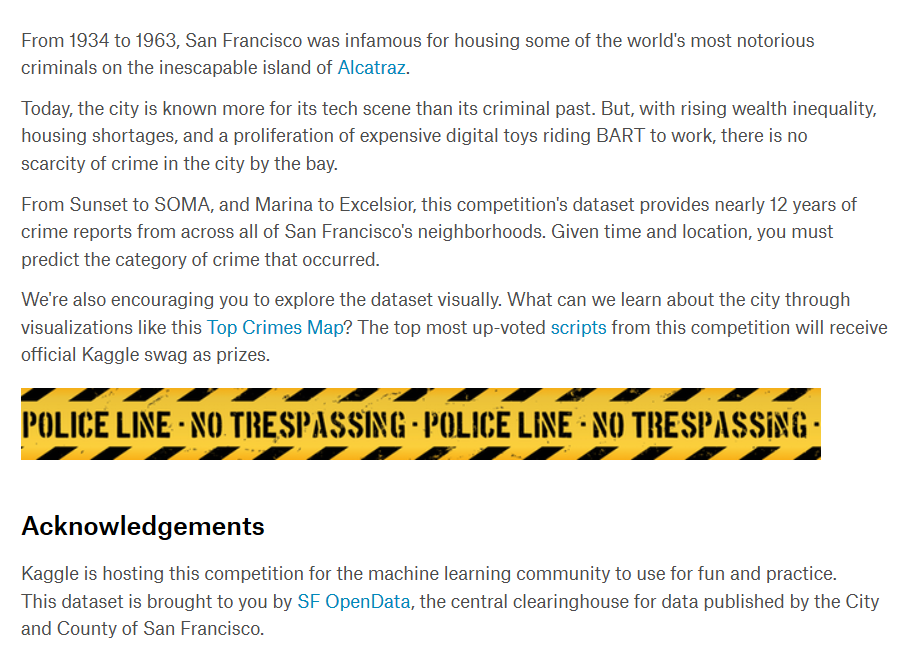 From 1934 to 1963, San Francisco was infamous for housing some of the world's most notorious
criminals on the inescapable island of Alcatraz.
Today, the city is known more for its tech scene than its criminal past. But, with rising wealth inequality,
housing shortages, and a proliferation of expensive digital toys riding BART to work, there is no
scarcity of crime in the city by the bay.
From Sunset to SOMA, and Marina to Excelsior, this competition's dataset provides nearly 12 years of
crime reports from across all of San Francisco's neighborhoods. Given time and location, you must
predict the category of crime that occurred.
We're also encouraging you to explore the dataset visually. What can we learn about the city through
visualizations like this Top Crimes Map? The top most up-voted scripts from this competition will receive
official Kaggle swag as prizes.
POLICE LINE · NO TRESPASSING · POLICE LINE · NO TRESPASSING ·
Acknowledgements
Kaggle is hosting this competition for the machine learning community to use for fun and practice.
This dataset is brought to you by SF OpenData, the central clearinghouse for data published by the City
and County of San Francisco.